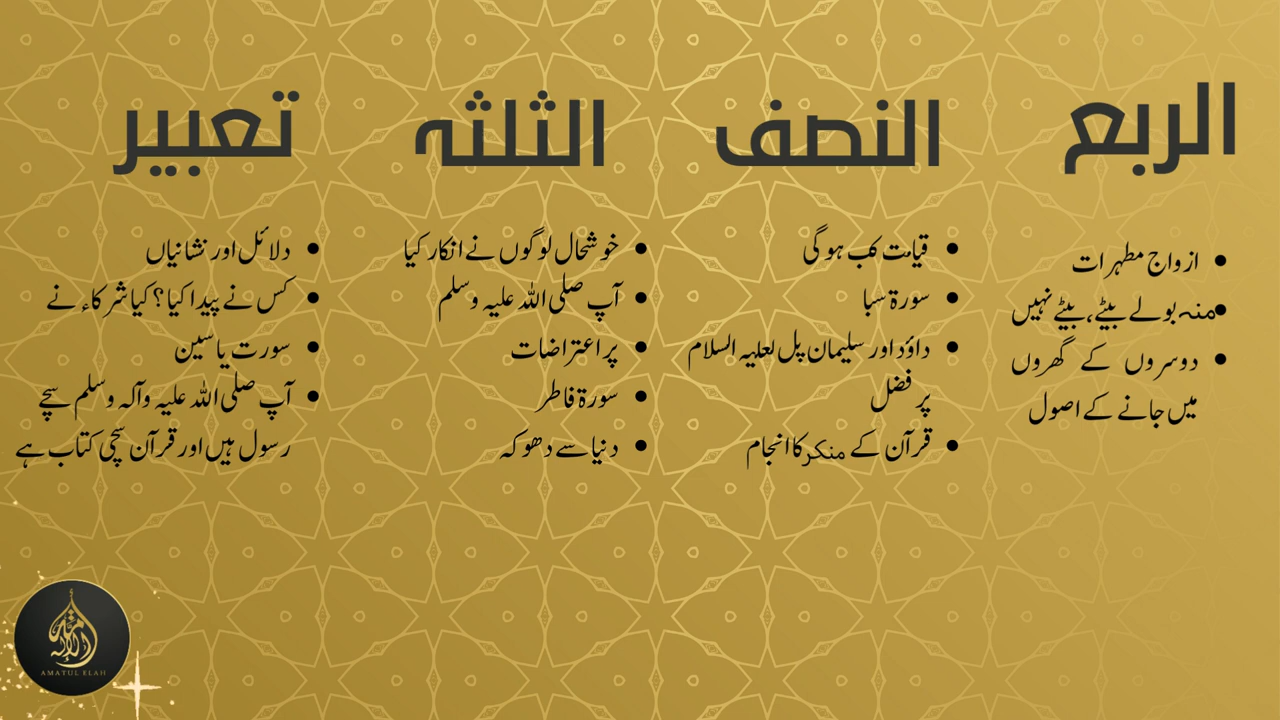 الربع
ازواج مطہرات
منہ بولے بیٹے، بیٹے نہیں
دوسروں کے گھروں
میں جانے کے اصول
النصف
قیامت کب ہو گی
سورۃ سبا
داؤد اور سلیمان پل لعلیہ السلام
پر فضل
قرآن کے منکر کا انجام
الثلثہ
خوشحال لوگوں نے انکار کیا
آپ صلی اللہ علیہ وسلم
پر اعتراضات
سورۃ فاطر
دنیا سے دھوکہ
تعبیر
دلائل اور نشانیاں
کس نے پیدا کیا؟ کیا شرکاء نے
سورت یاسین
آپ صلی اللہ علیہ وآلہ وسلم سچے
رسول ہیں اور قرآن سچی کتاب ہے
AMATUL ELAH